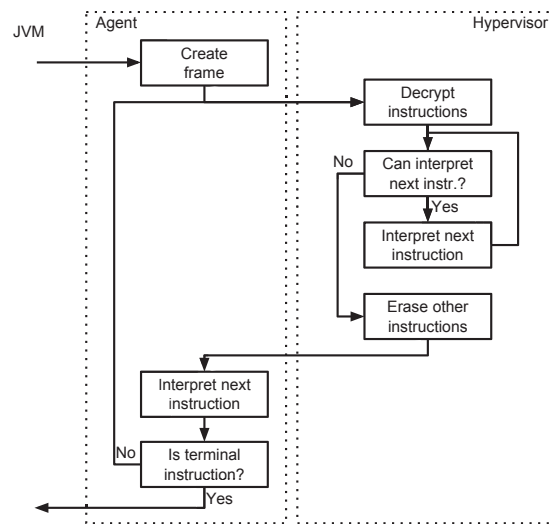 JVM
Agent
Hypervisor
Create
frame
Decrypt
instructions
No
Can interpret
next instr.?
Yes
Interpret next
instruction
Erase other
instructions
Interpret next
instruction
No
Is terminal
instruction?
Yes